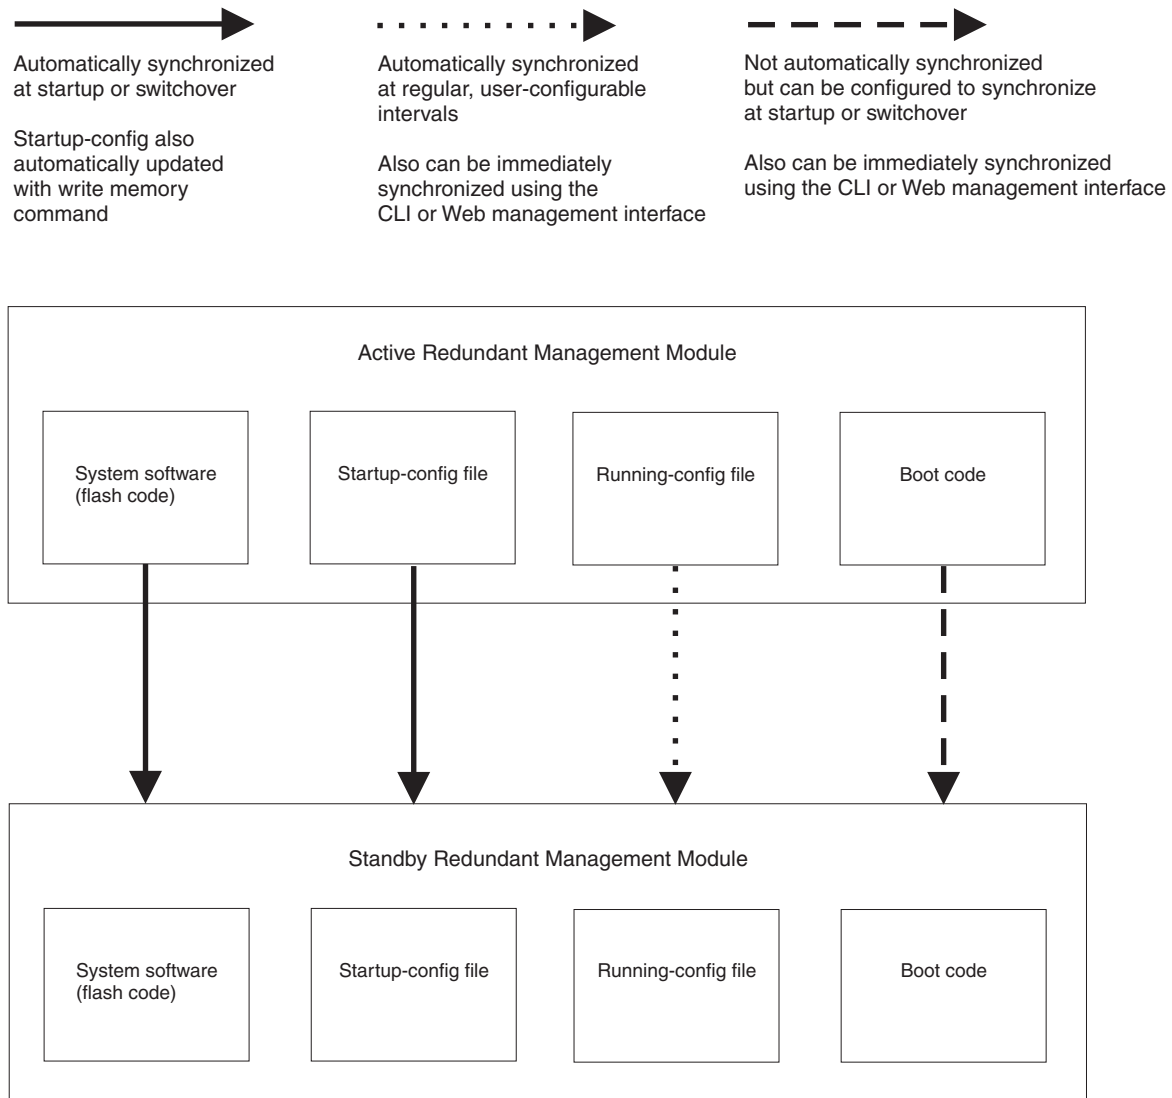 Automatically synchronized
at startup or switchover
Startup-config also
automatically updated
with write memory
command
Automatically synchronized
at regular, user-configurable
intervals
Also can be immediately
synchronized using the
CLI or Web management interface
Not automatically synchronized
but can be configured to synchronize
at startup or switchover
Also can be immediately synchronized
using the CLI or Web management interface
Active Redundant Management Module
System software
(flash code)
Startup-config file
Running-config file
Boot code
Standby Redundant Management Module
System software
(flash code)
Startup-config file
Running-config file
Boot code